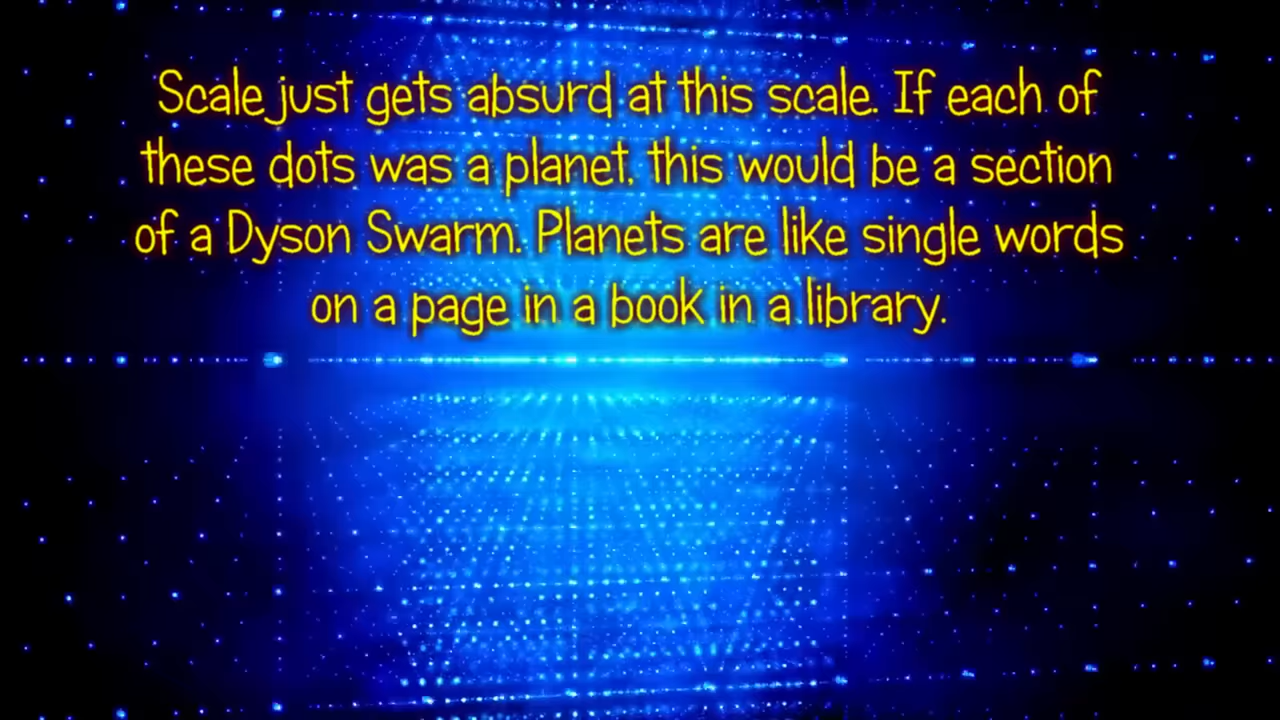 Scale just gets absurd at this scale. If each of
these dots was a planet, this would be a section
of a Dyson Swarm. Planets are like single words
on a page in a book in a library.